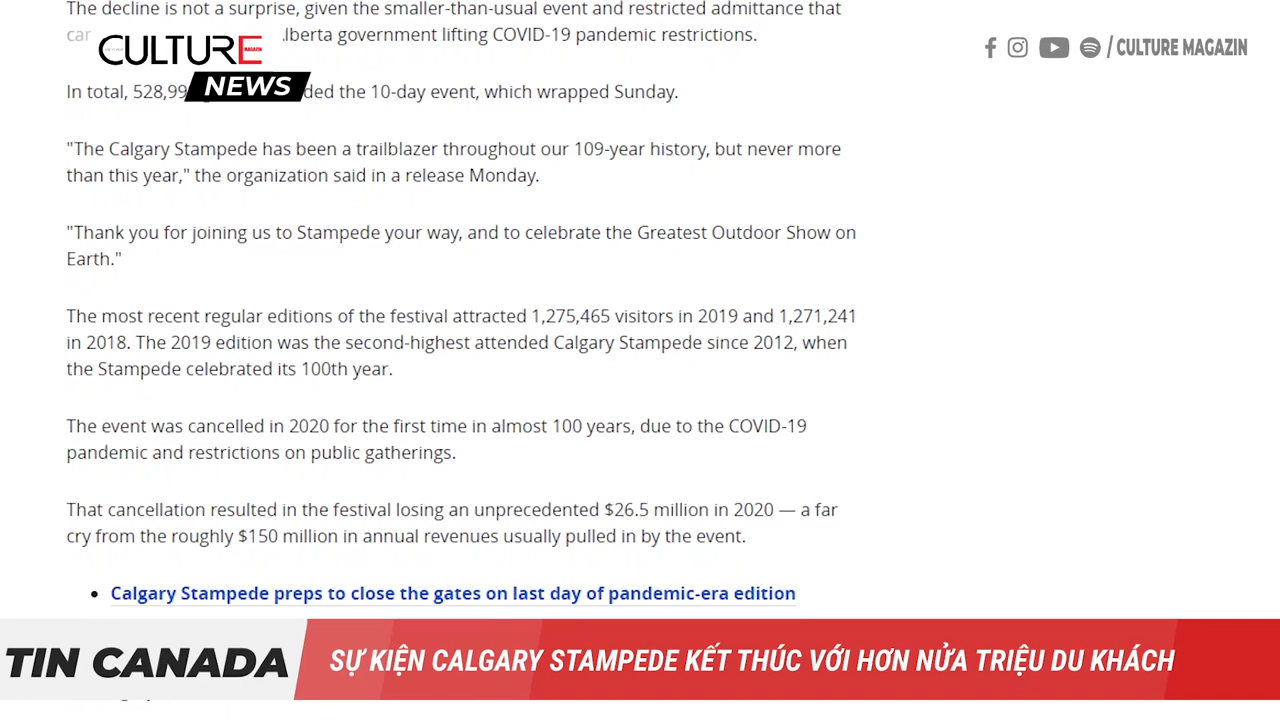 The decline is not a surprise, given the smaller-than-usual event and restricted admittance that
lberta government lifting COVID-19 pandemic restrictions.
CULTURE
MAGAZIN
NEWS
/ CULTURE MAGAZIN
In total, 528,99 ded the 10-day event, which wrapped Sunday.
"The Calgary Stampede has been a trailblazer throughout our 109-year history, but never more
than this year," the organization said in a release Monday.
"Thank you for joining us to Stampede your way, and to celebrate the Greatest Outdoor Show on
Earth."
The most recent regular editions of the festival attracted 1,275,465 visitors in 2019 and 1,271,241
in 2018. The 2019 edition was the second-highest attended Calgary Stampede since 2012, when
the Stampede celebrated its 100th year.
The event was cancelled in 2020 for the first time in almost 100 years, due to the COVID-19
pandemic and restrictions on public gatherings.
That cancellation resulted in the festival losing an unprecedented $26.5 million in 2020 — a far
cry from the roughly $150 million in annual revenues usually pulled in by the event.
• Calgary Stampede preps to close the gates on last day of pandemic-era edition
TIN CANADA
SỰ KIỆN CALGARY STAMPEDE KẾT THÚC VỚI HƠN NỬA TRIỆU DU KHÁCH